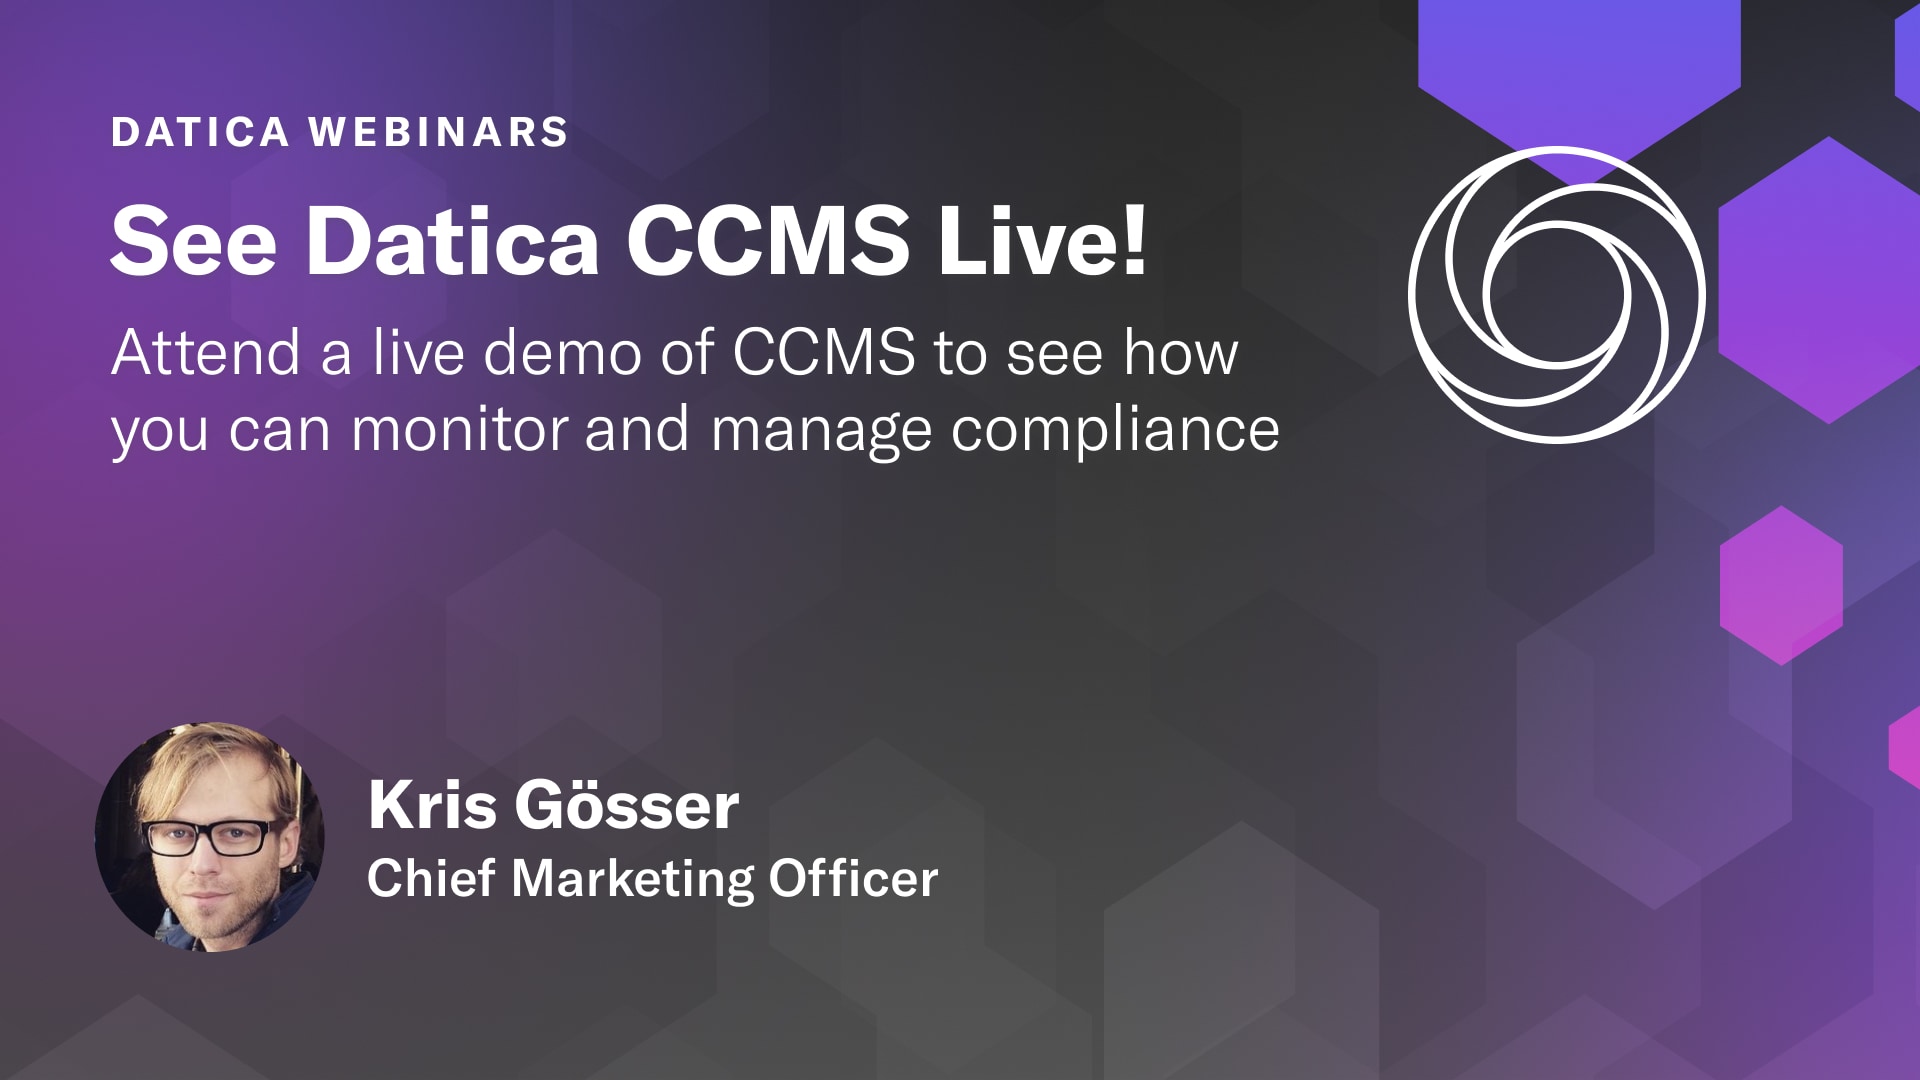 DATICA WEBINARS
See Datica CCMS Live!
Attend a live demo of CCMS to see how
you can monitor and manage compliance
Kris Gösser
Chief Marketing Officer